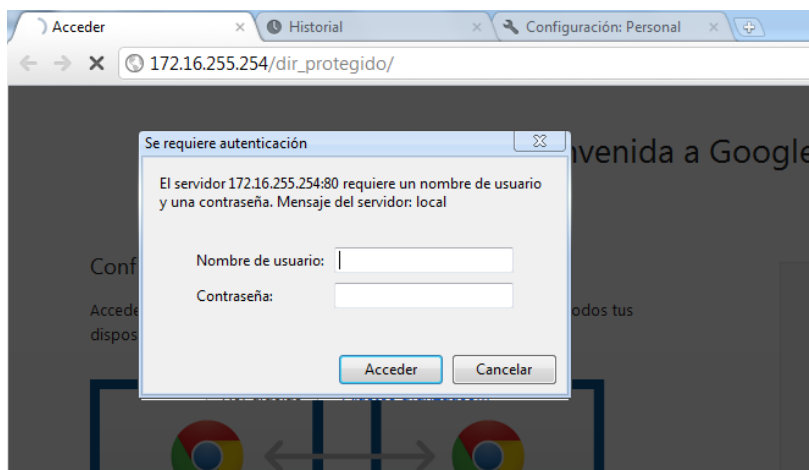 Acceder
Historial
Configuración: Personal
172.16.255.254/dir_protegido/
Se requiere autenticación
nvenida a Google
El servidor 172.16.255.254:80 requiere un nombre de usuario
y una contraseña. Mensaje del servidor: local
Conf
Nombre de usuario:
Contraseña:
Accede
odos tus
dispos
Acceder
Cancelar